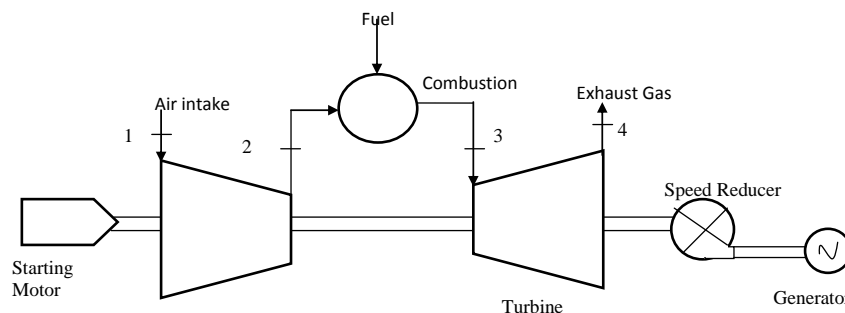 Fuel
Combustion
Air intake
Exhaust Gas
1
2
3
4
Speed Reducer
Starting
Motor
Turbine
Generator